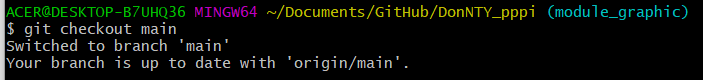 ACER@DESKTOP-B7UHQ36 MINGW64 ~/Documents/GitHub/DonNTY_pppi (module_graphic)
$ git checkout main
Switched to branch 'main'
Your branch is up to date with 'origin/main'.